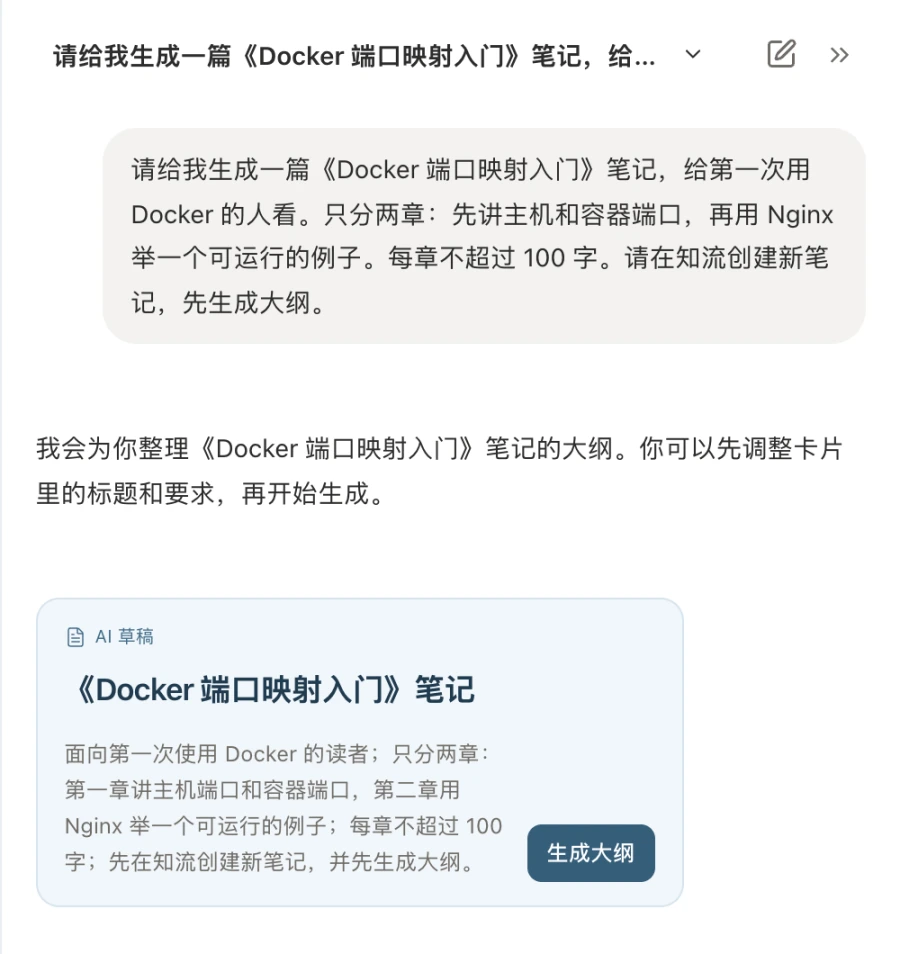 请给我生成一篇《Docker 端口映射入门》笔记，给...
请给我生成一篇《Docker 端口映射入门》笔记，给第一次用
Docker 的人看。只分两章：先讲主机和容器端口，再用 Nginx
举一个可运行的例子。每章不超过 100 字。请在知流创建新笔
记，先生成大纲。
我会为你整理《Docker 端口映射入门》笔记的大纲。你可以先调整卡片
里的标题和要求，再开始生成。
AI 草稿
《Docker 端口映射入门》笔记
面向第一次使用 Docker 的读者；只分两章：
第一章讲主机端口和容器端口，第二章用
Nginx 举一个可运行的例子；每章不超过 100
字；先在知流创建新笔记，并先生成大纲。
生成大纲